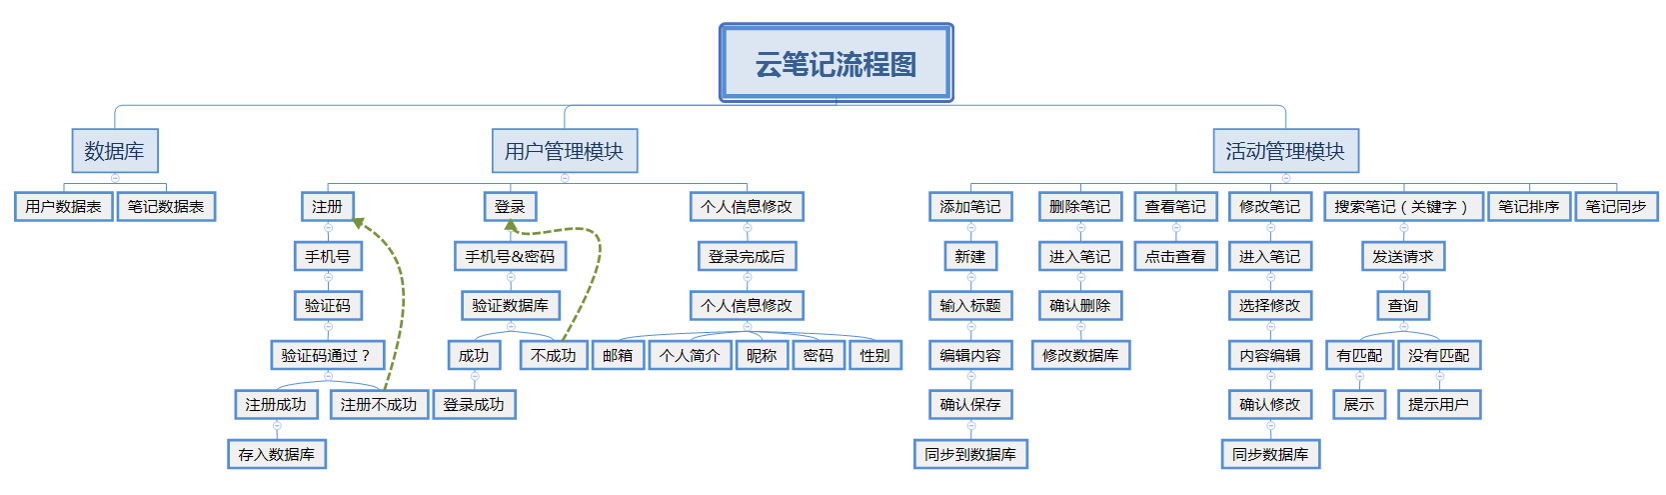 云笔记流程图
数据库
用户管理模块
活动管理模块
用户数据表
笔记数据表
注册
登录
个人信息修改
添加笔记
删除笔记
查看笔记
修改笔记
搜索笔记（关键字）
笔记排序
笔记同步
手机号
手机号&密码
登录完成后
新建
进入笔记
点击查看
进入笔记
发送请求
验证码
验证数据库
个人信息修改
输入标题
确认删除
选择修改
查询
验证码通过？
成功
不成功
邮箱
个人简介
昵称
密码
性别
编辑内容
修改数据库
内容编辑
有匹配
没有匹配
注册成功
注册不成功
登录成功
确认保存
确认修改
展示
提示用户
存入数据库
同步到数据库
同步数据库